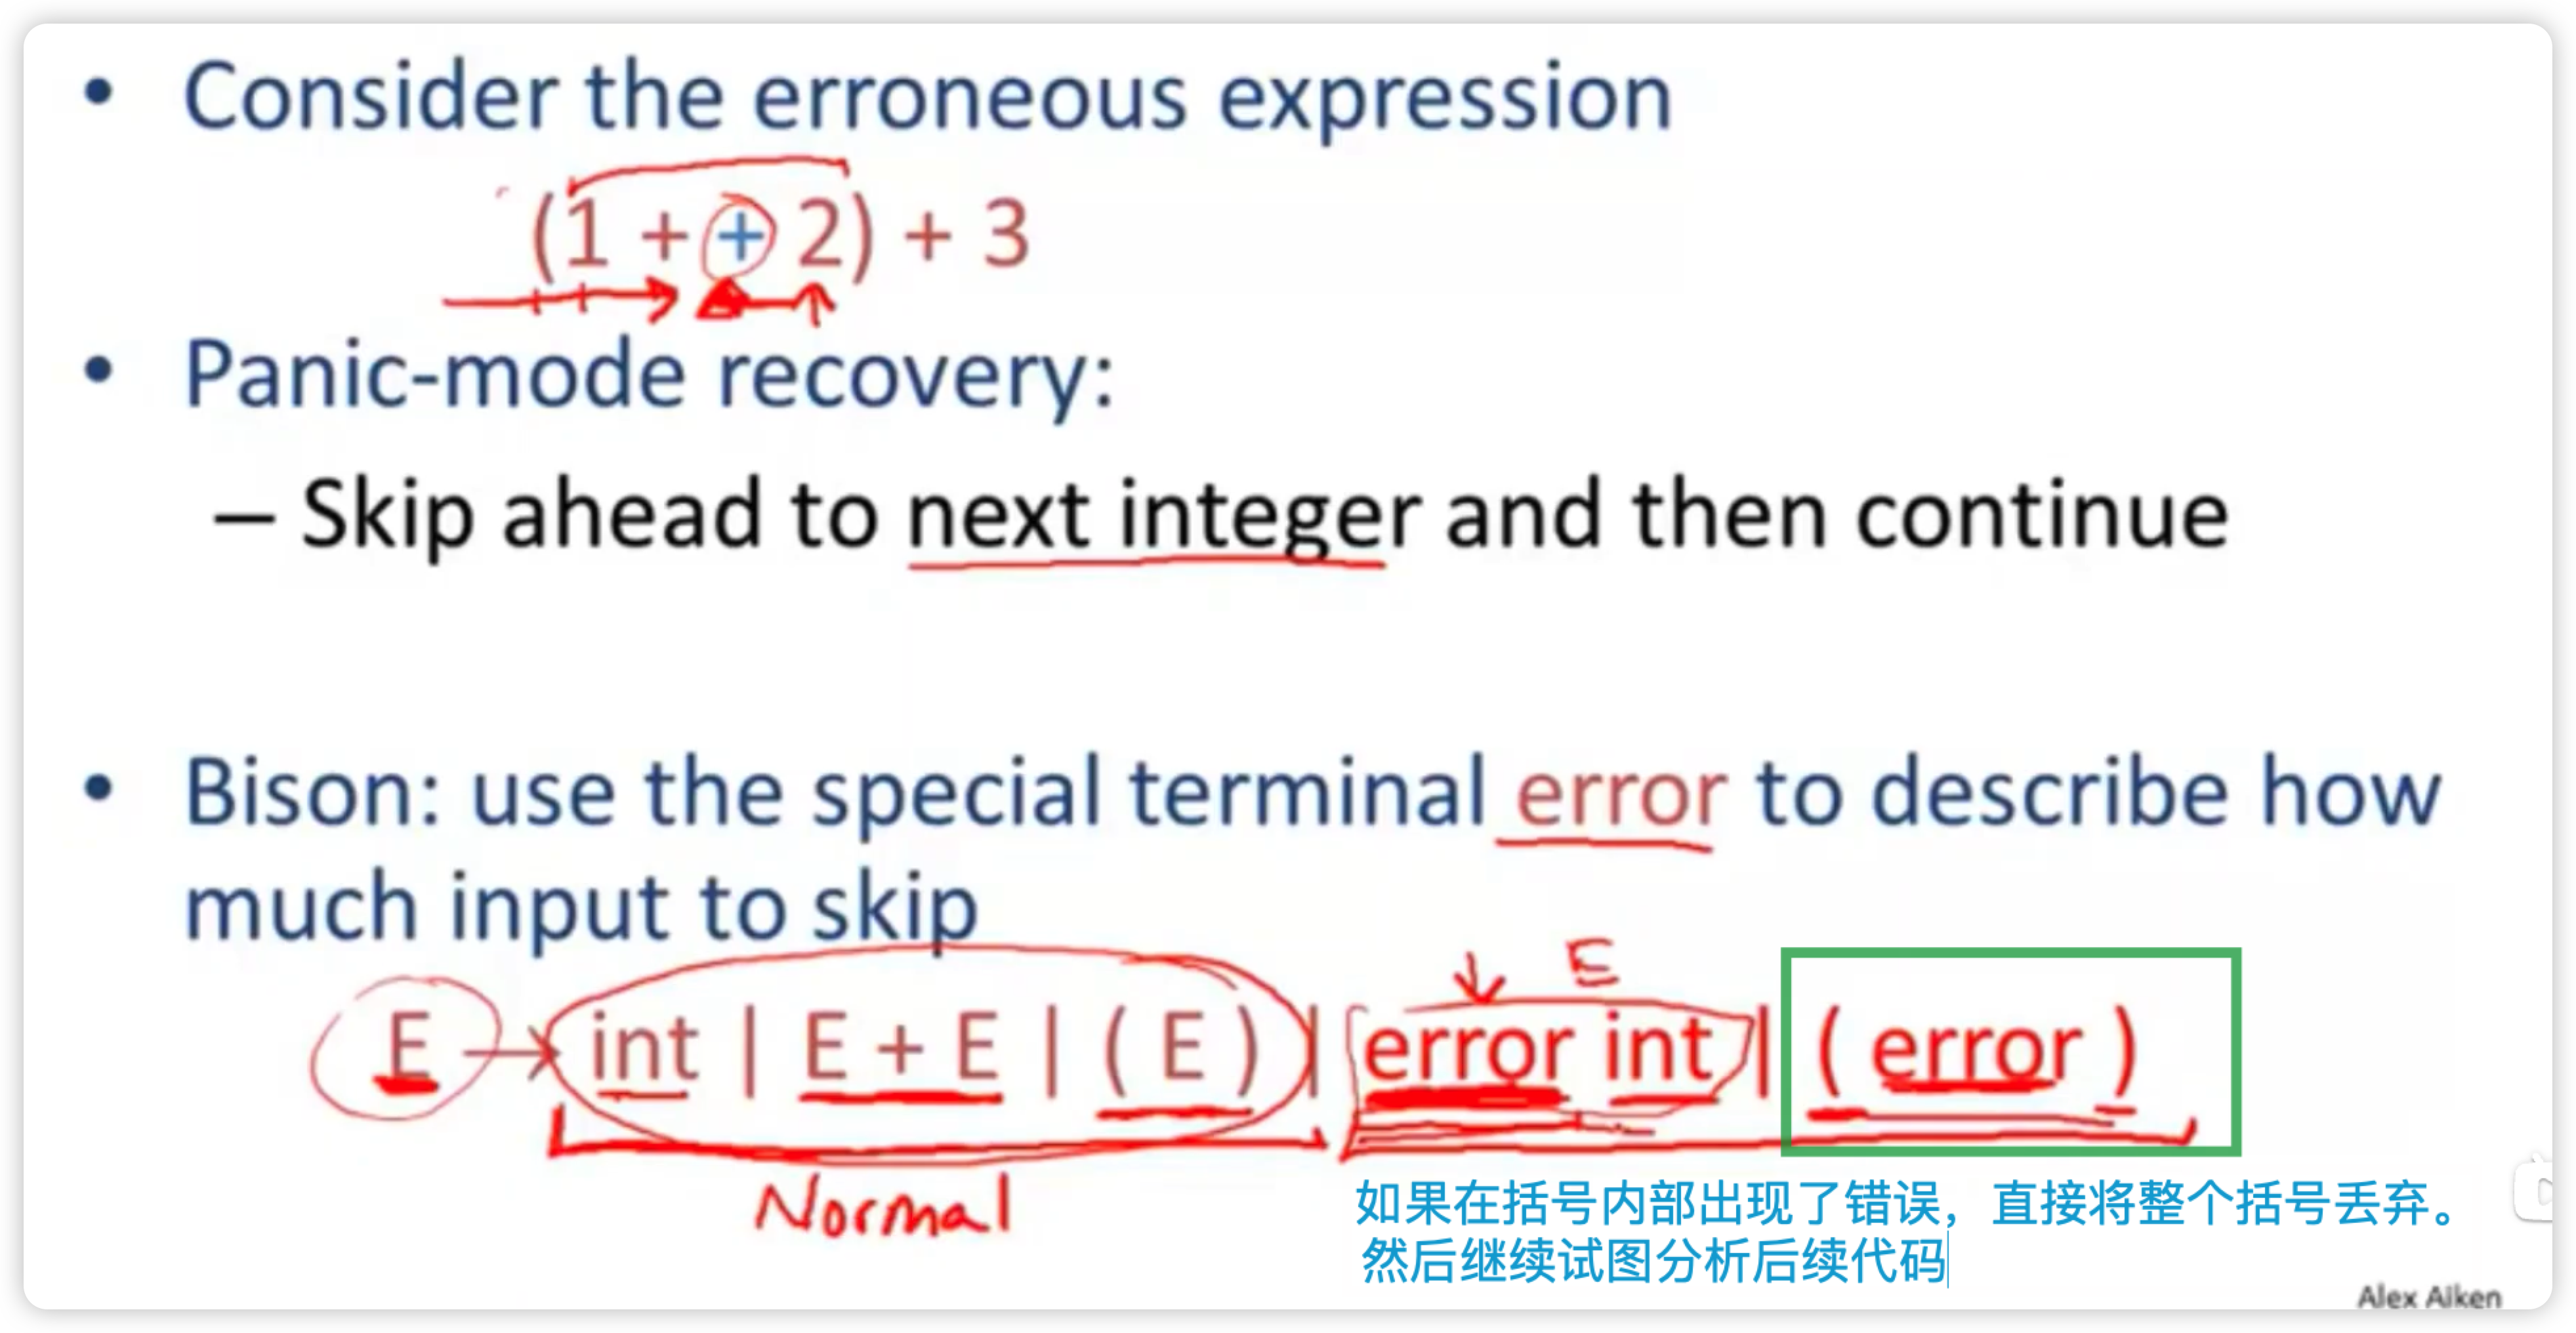 • Consider the erroneous expression
(1 + + 2) + 3
• Panic-mode recovery:
– Skip ahead to next integer and then continue
• Bison: use the special terminal error to describe how
much input to skip
E
E → int | E + E | ( E ) | error int | ( error )
Normal
如果在括号内部出现了错误，直接将整个括号丢弃。
然后继续试图分析后续代码
Alex Aiken